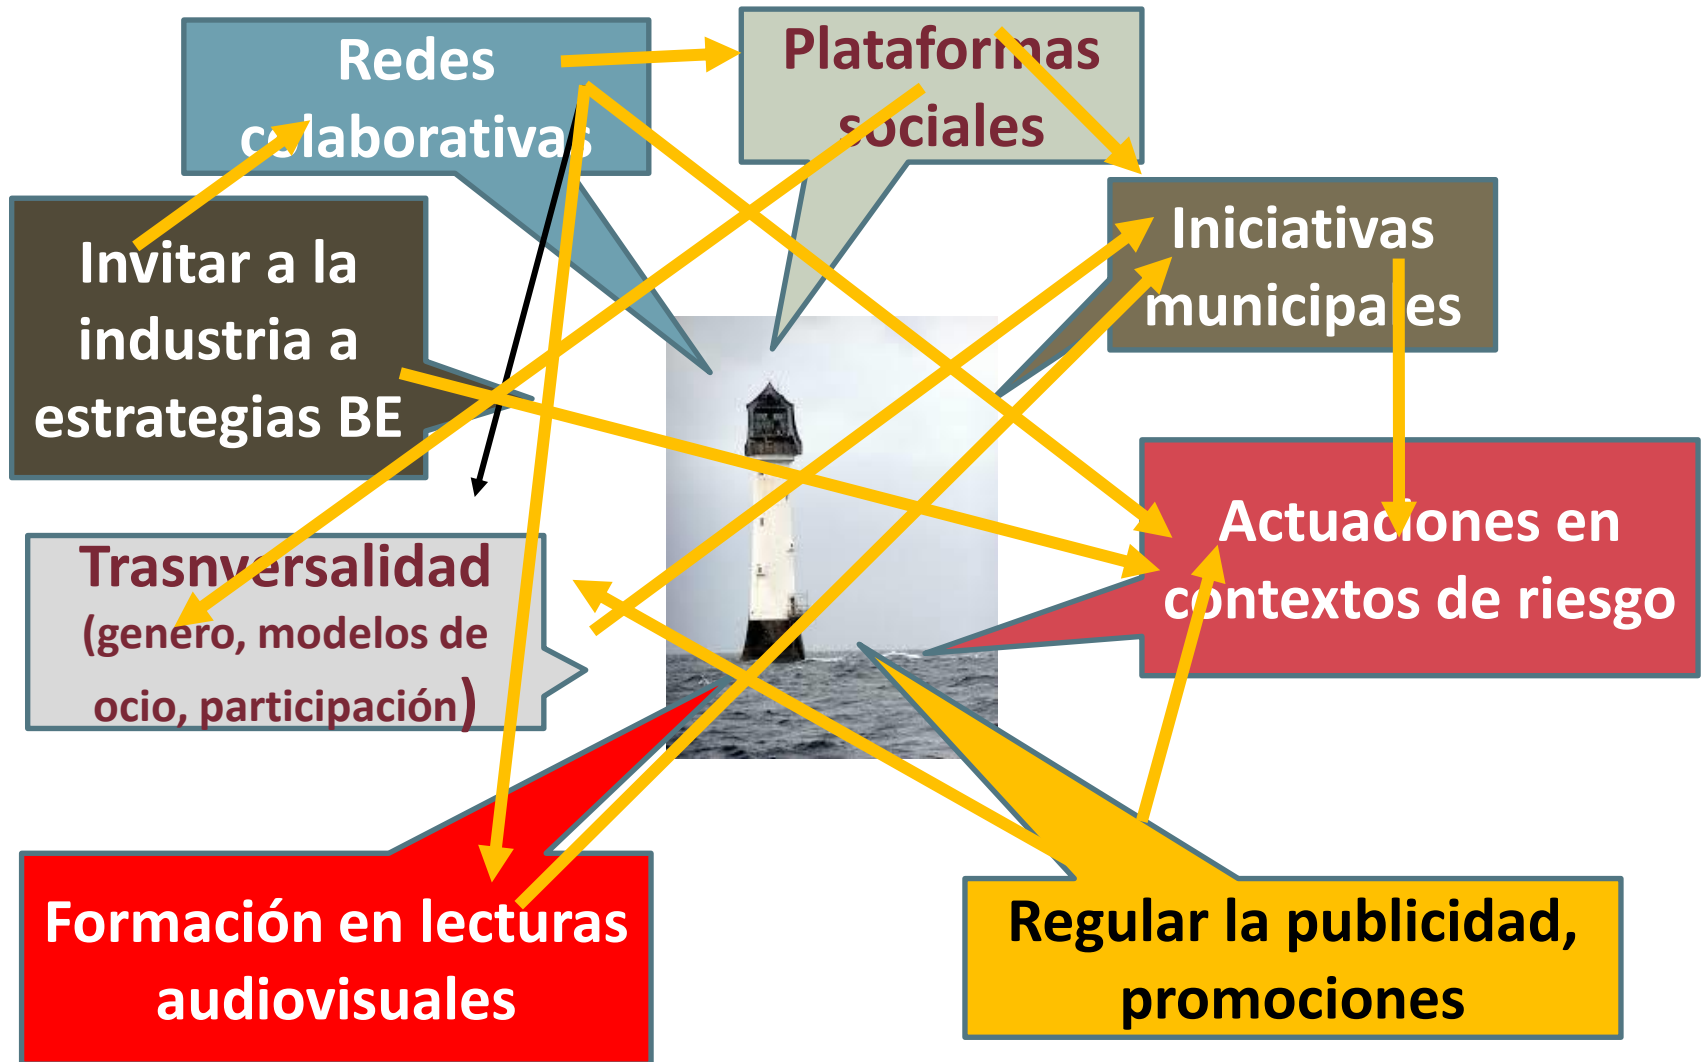 Redes
colaborativas
Plataformas
sociales
Invitar a la
industria a
estrategias BE
Iniciativas
municipales
Actuaciones en
contextos de riesgo
Trasnversalidad
(genero, modelos de
ocio, participación)
Formación en lecturas
audiovisuales
Regular la publicidad,
promociones